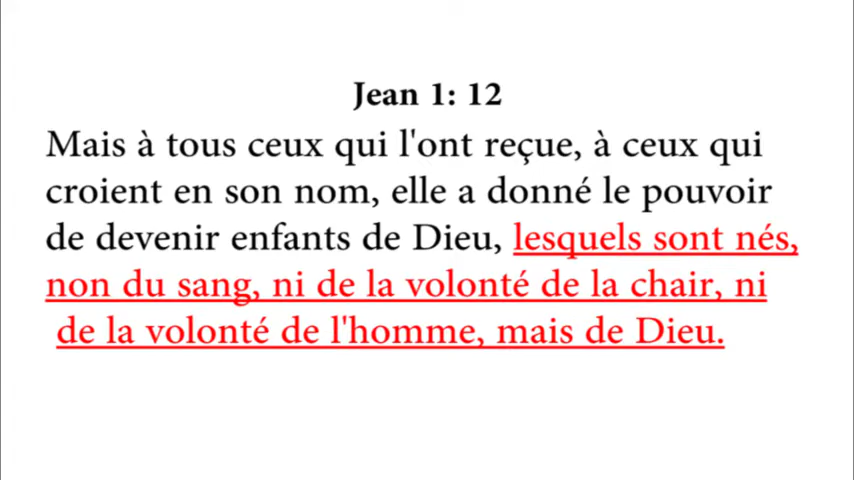 Jean 1: 12
Mais à tous ceux qui l'ont reçue, à ceux qui
croient en son nom, elle a donné le pouvoir
de devenir enfants de Dieu, lesquels sont nés,
non du sang, ni de la volonté de la chair, ni
de la volonté de l'homme, mais de Dieu.